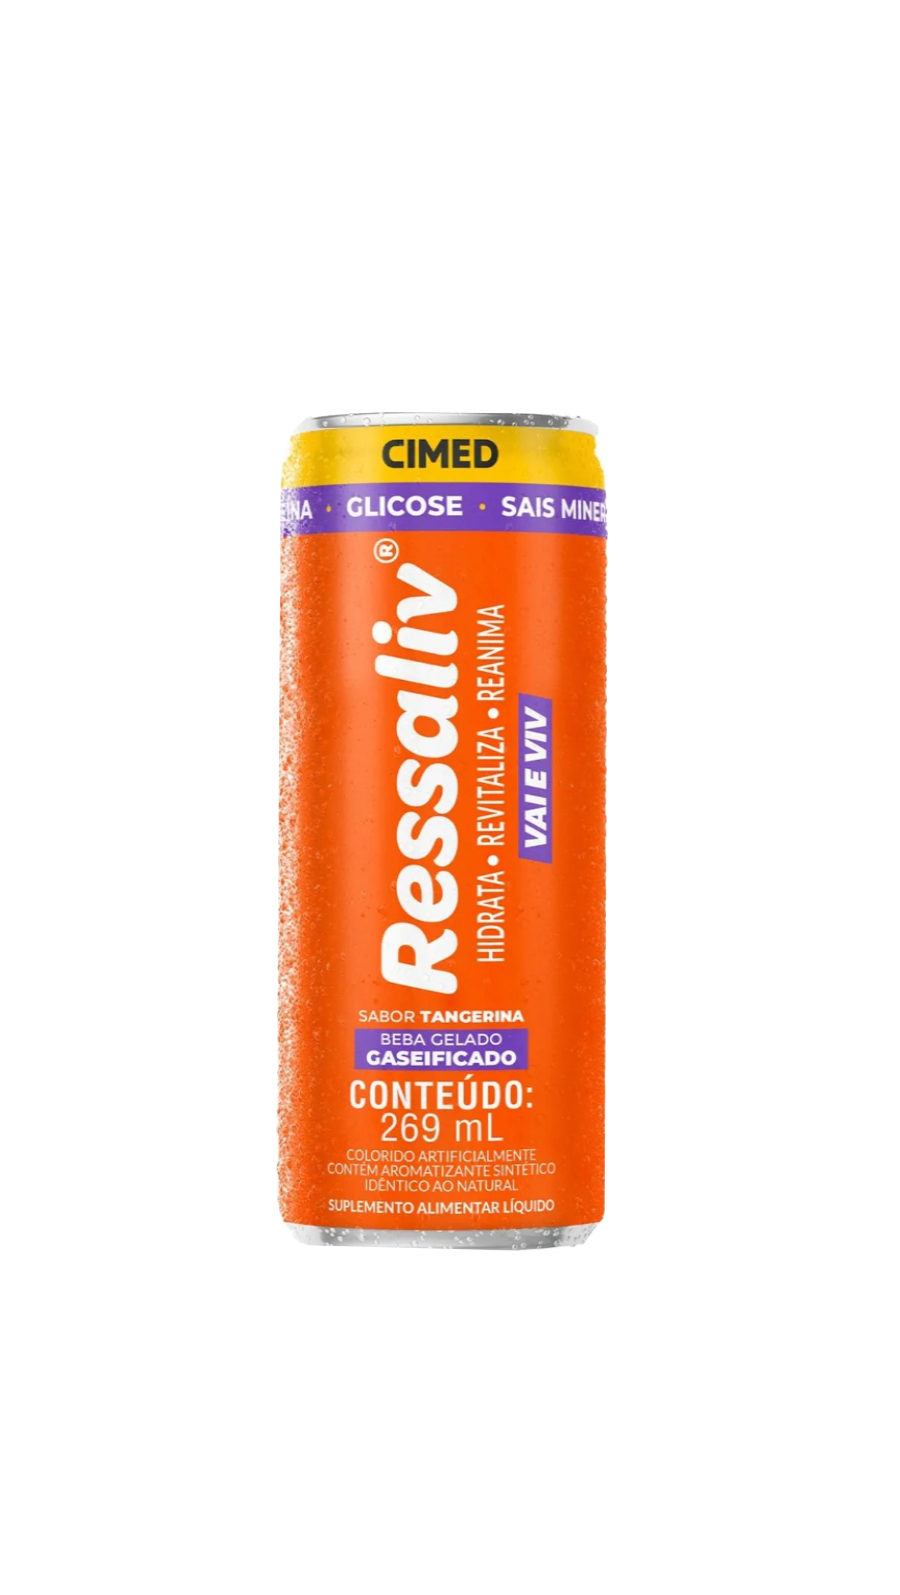 CIMED
GLICOSE • SAIS
Ressaliv®
HIDRATA • REVITALIZA • REANIMA
VAI E VIV
SABOR TANGERINA
BEBA GELADO
GASEIFICADO
CONTEÚDO:
269 mL
COLORIDO ARTIFICIALMENTE
CONTÉM AROMATIZANTE SINTÉTICO
IDÊNTICO AO NATURAL
SUPLEMENTO ALIMENTAR LÍQUIDO